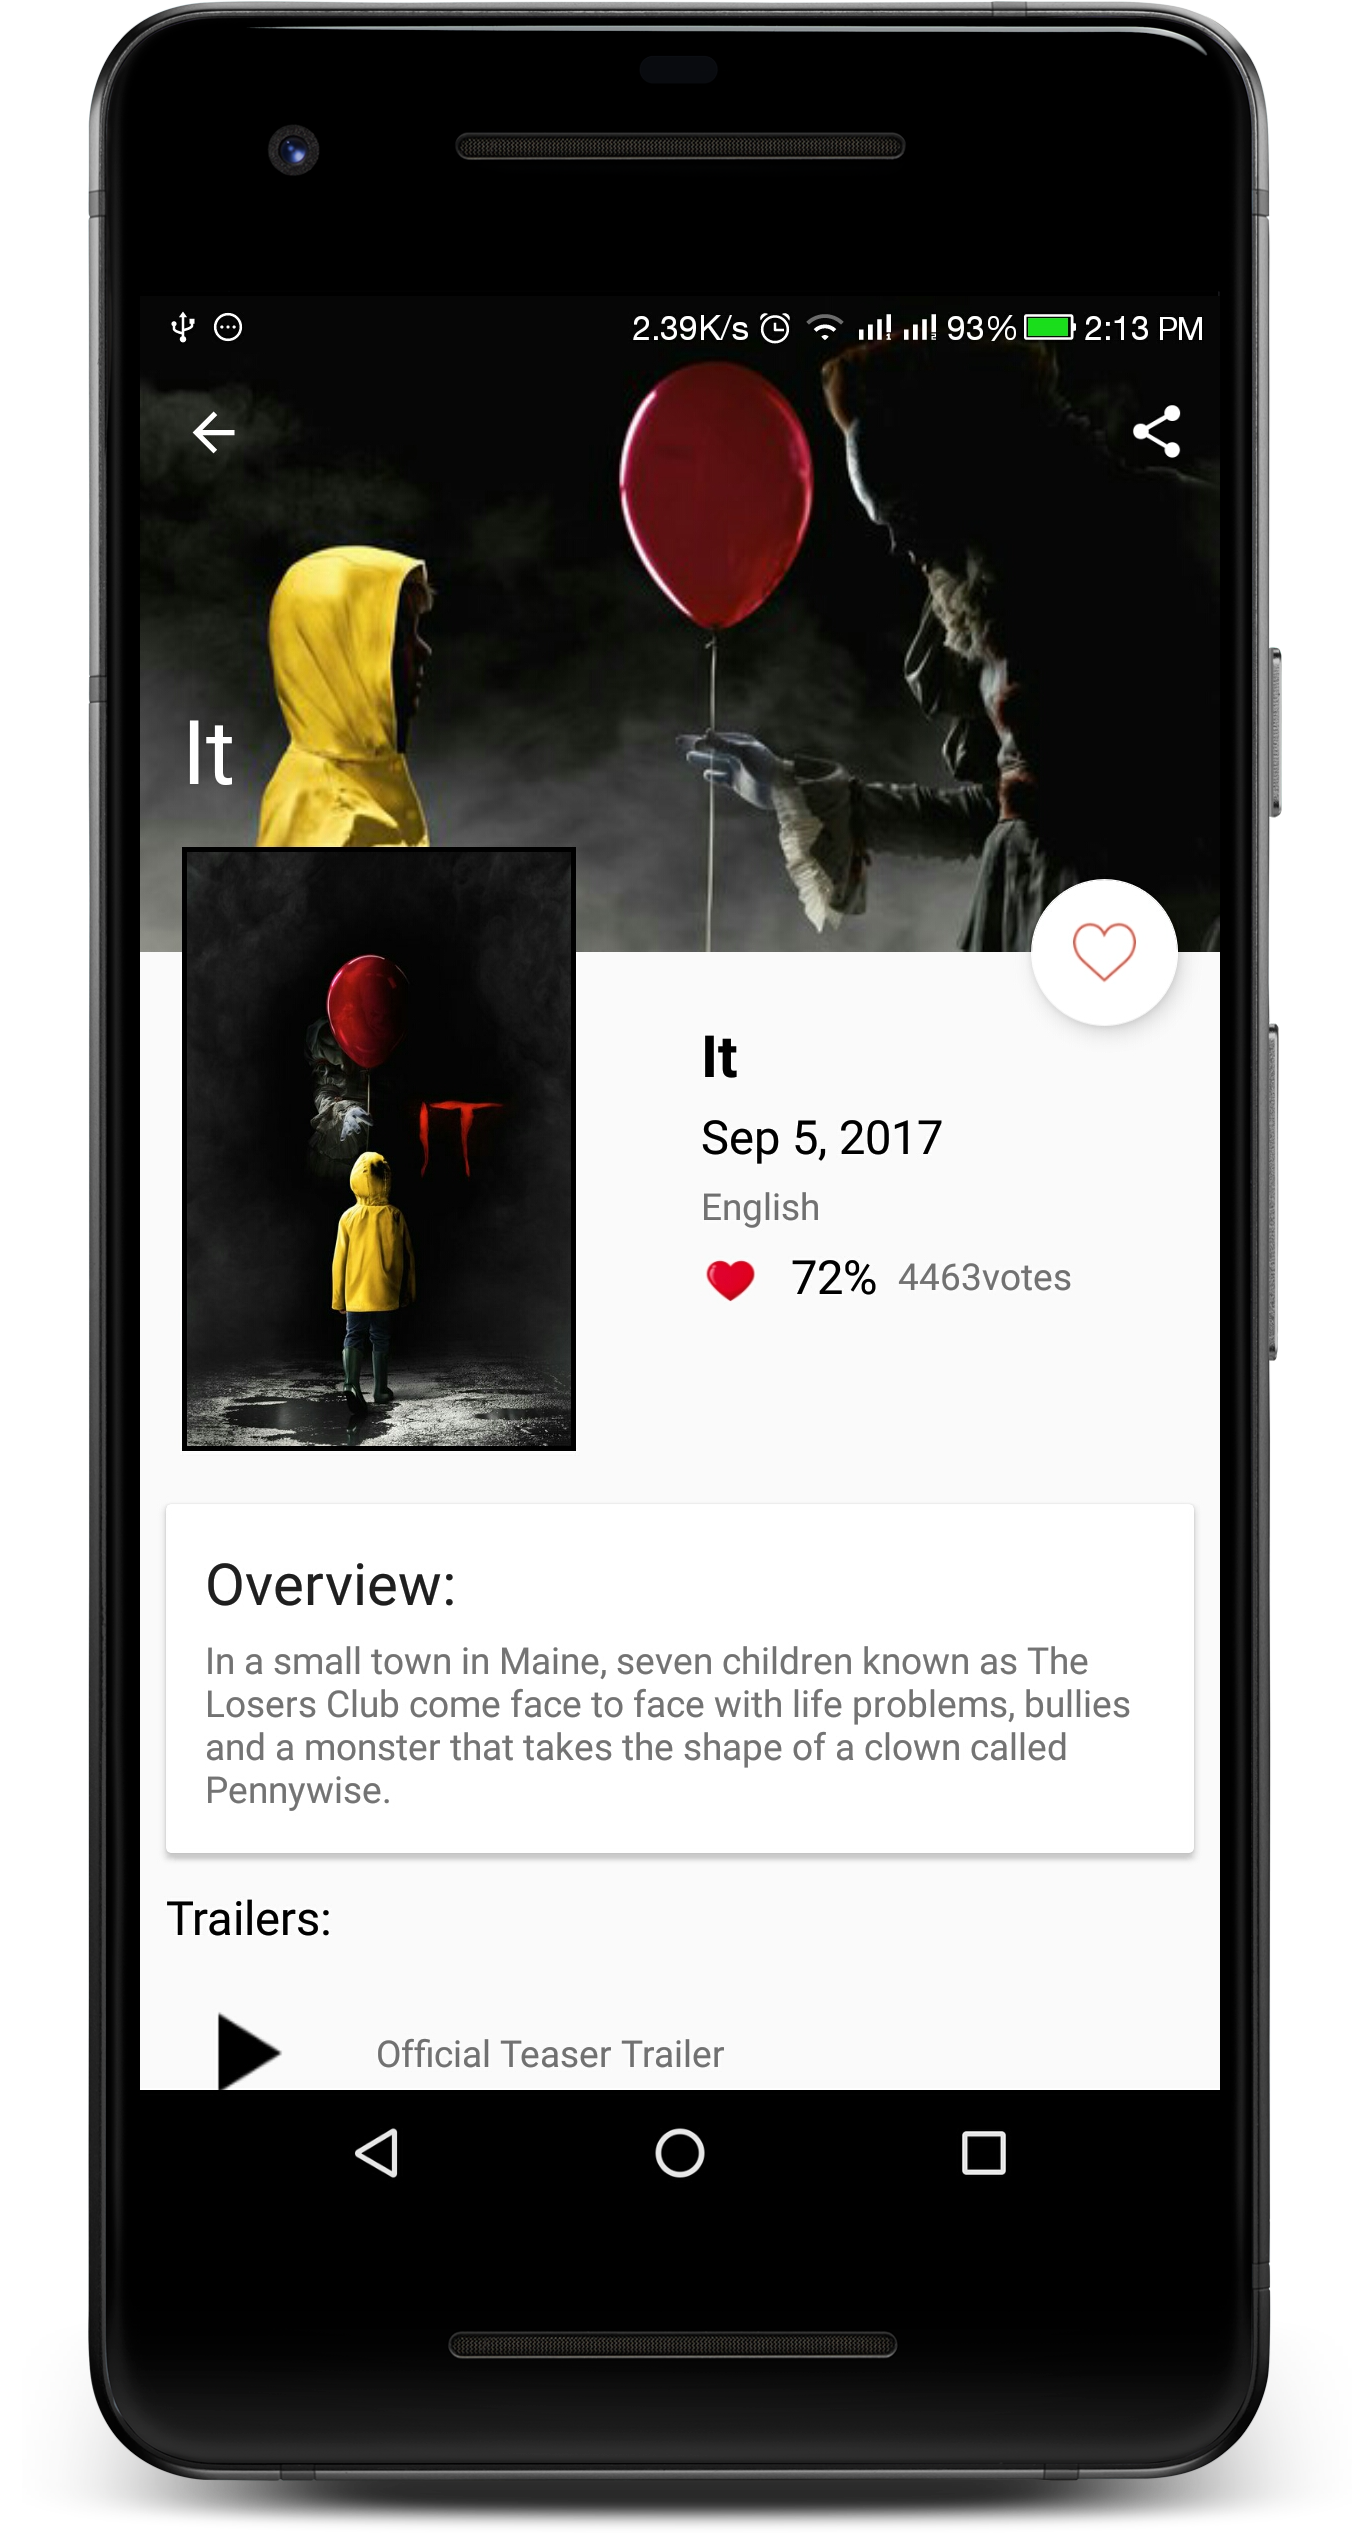 2.39K/s 93% 2:13 PM
It
IT
It
Sep 5, 2017
English
72% 4463votes
Overview:
In a small town in Maine, seven children known as The
Losers Club come face to face with life problems, bullies
and a monster that takes the shape of a clown called
Pennywise.
Trailers:
Official Teaser Trailer